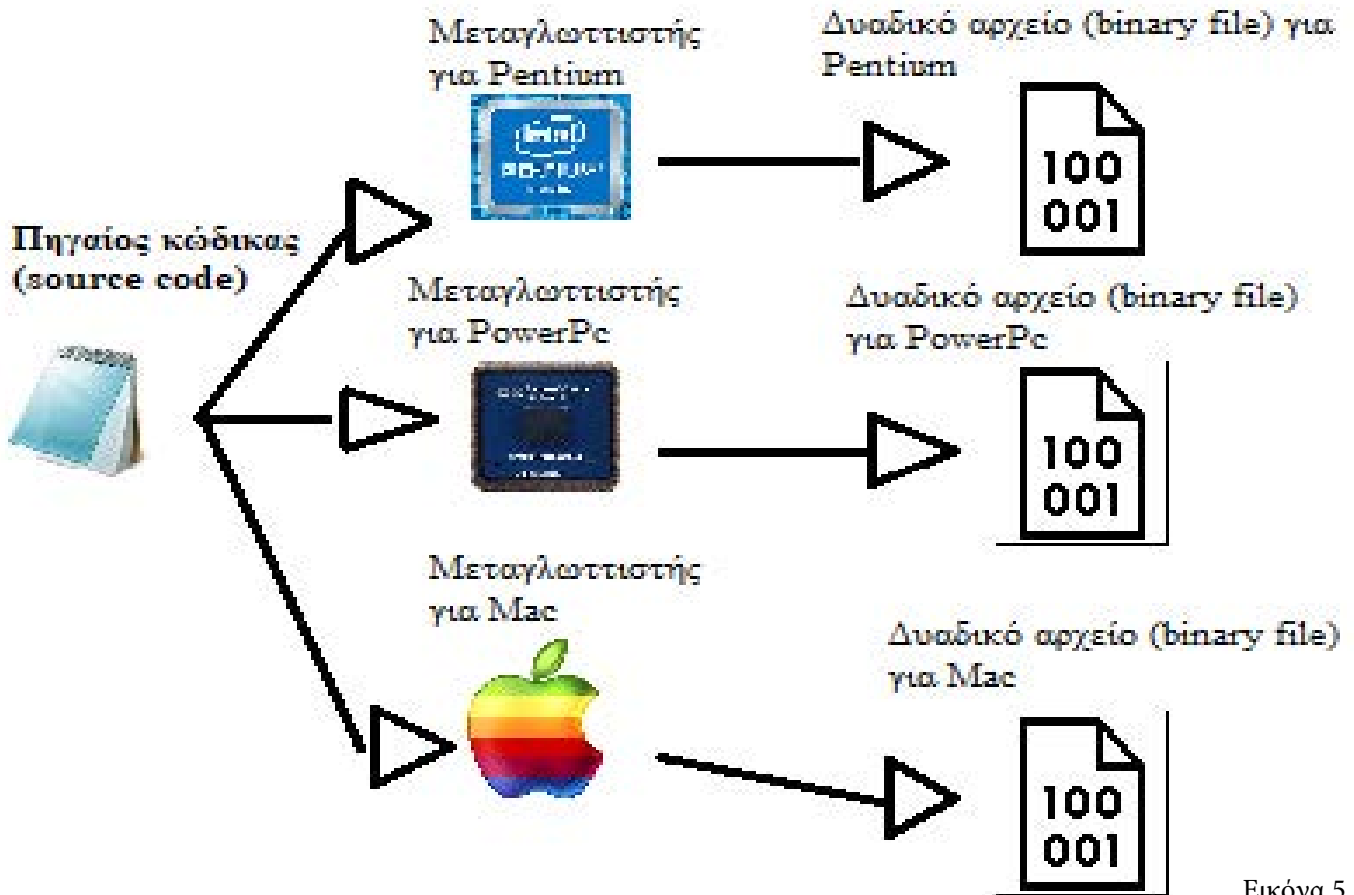 Μεταγλωττιστής
για Pentium
Δυαδικό αρχείο (binary file) για
Pentium
(intel)
100
001
Πηγαίος κώδικας
(source code)
Μεταγλωττιστής
για PowerPc
Δυαδικό αρχείο (binary file)
για PowerPc
100
001
Μεταγλωττιστής
για Mac
Δυαδικό αρχείο (binary file)
για Mac
100
001
Εικόνα 5